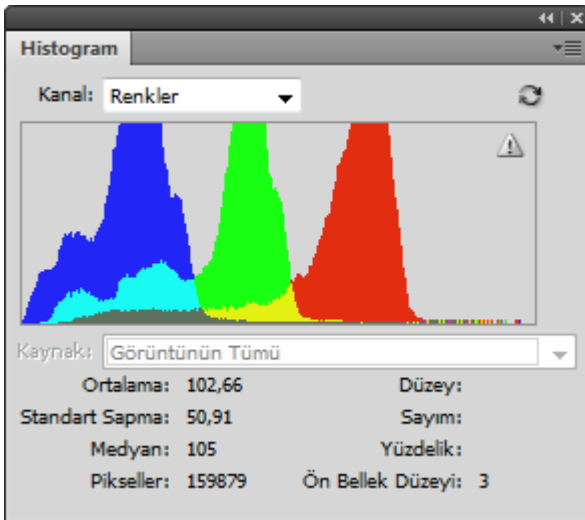 Histogram
Kanal: Renkler
Kaynak: Görüntünün Tümü
Ortalama: 102,66 Düzey:
Standart Sapma: 50,91 Sayım:
Medyan: 105 Yüzdelik:
Pikseller: 159879 Ön Bellek Düzeyi: 3